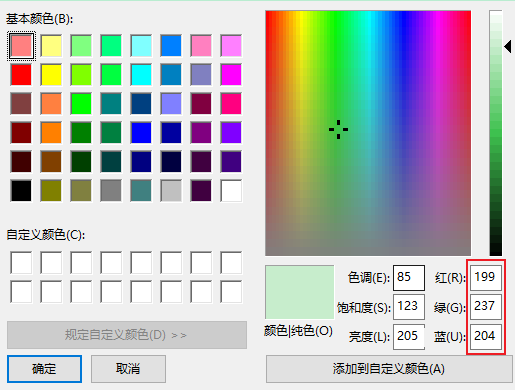 基本颜色(B):
自定义颜色(C):
规定自定义颜色(D) >>
确定
取消
颜色|纯色(O)
色调(E): 85
饱和度(S): 123
亮度(L): 205
红(R): 199
绿(G): 237
蓝(U): 204
添加到自定义颜色(A)